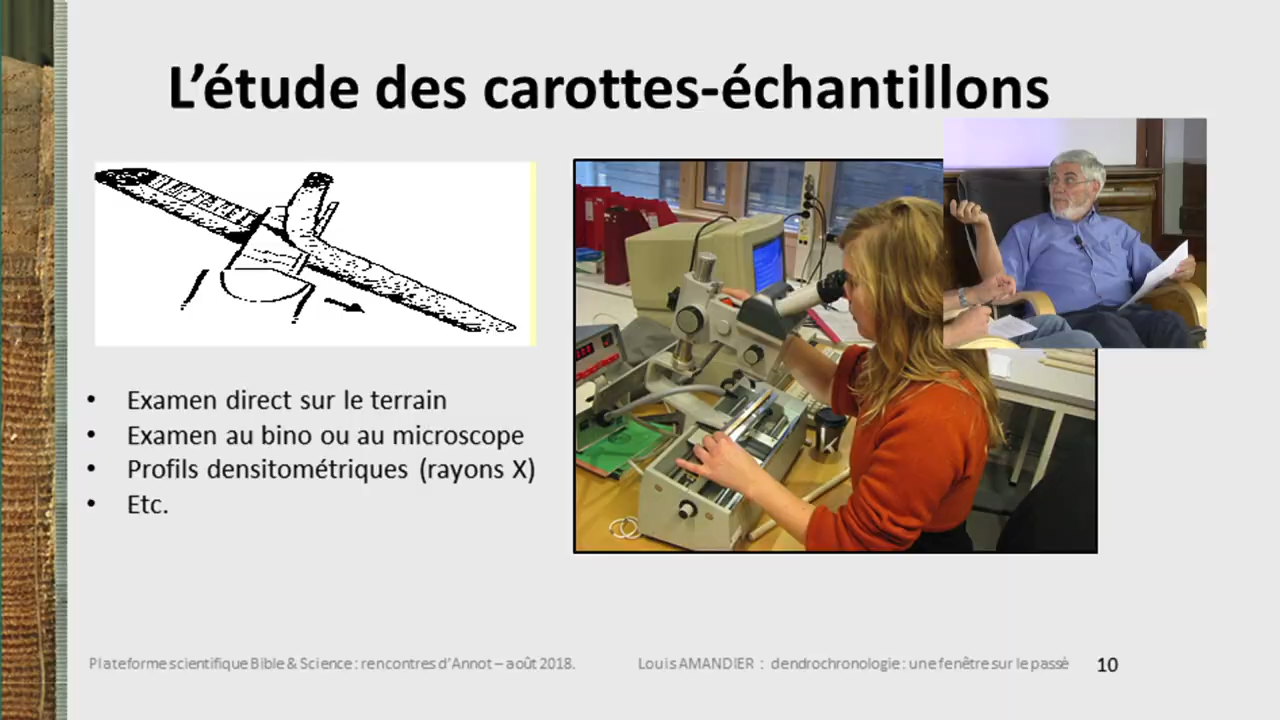 L’étude des carottes-échantillons
• Examen direct sur le terrain
• Examen au bino ou au microscope
• Profils densitométriques (rayons X)
• Etc.
Plateforme scientifique Bible & Science : rencontres d’Annot – août 2018.
Louis AMANDIER : dendrochronologie : une fenêtre sur le passé
10